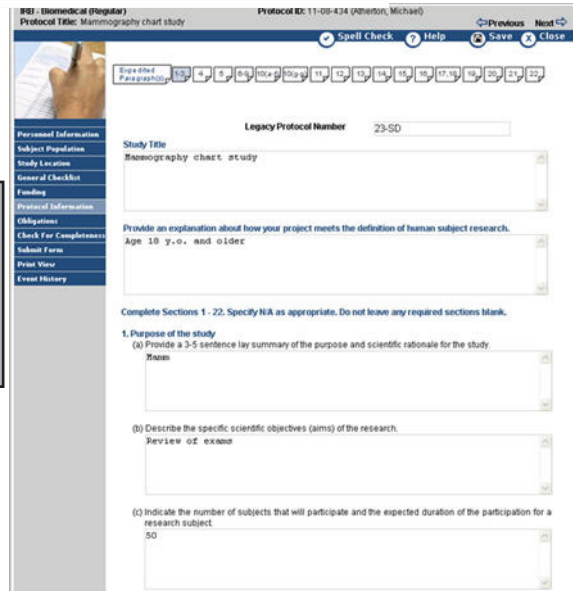 IRB - Biomedical (Regular) Protocol ID: 11-08-434 (Atherton, Michael)
Protocol Title: Mammography chart study Previous Next
Spell Check Help Save Close
Expedited Paragraph(s) 1-3 4 5 6-9 10(a-f) 11 12 13 14 15 16 17,18 19 20 21 22
Personnel Information
Subject Population
Study Location
General Checklist
Funding
Protocol Information
Obligations
Check For Completeness
Submit Form
Print View
Event History
Legacy Protocol Number 23-SD
Study Title
Mammography chart study
Provide an explanation about how your project meets the definition of human subject research.
Age 18 y.o. and older
Complete Sections 1 - 22. Specify N/A as appropriate. Do not leave any required sections blank.
1. Purpose of the study
(a) Provide a 3-5 sentence lay summary of the purpose and scientific rationale for the study.
Mamm
(b) Describe the specific scientific objectives (aims) of the research.
Review of exams
(c) Indicate the number of subjects that will participate and the expected duration of the participation for a
research subject.
50